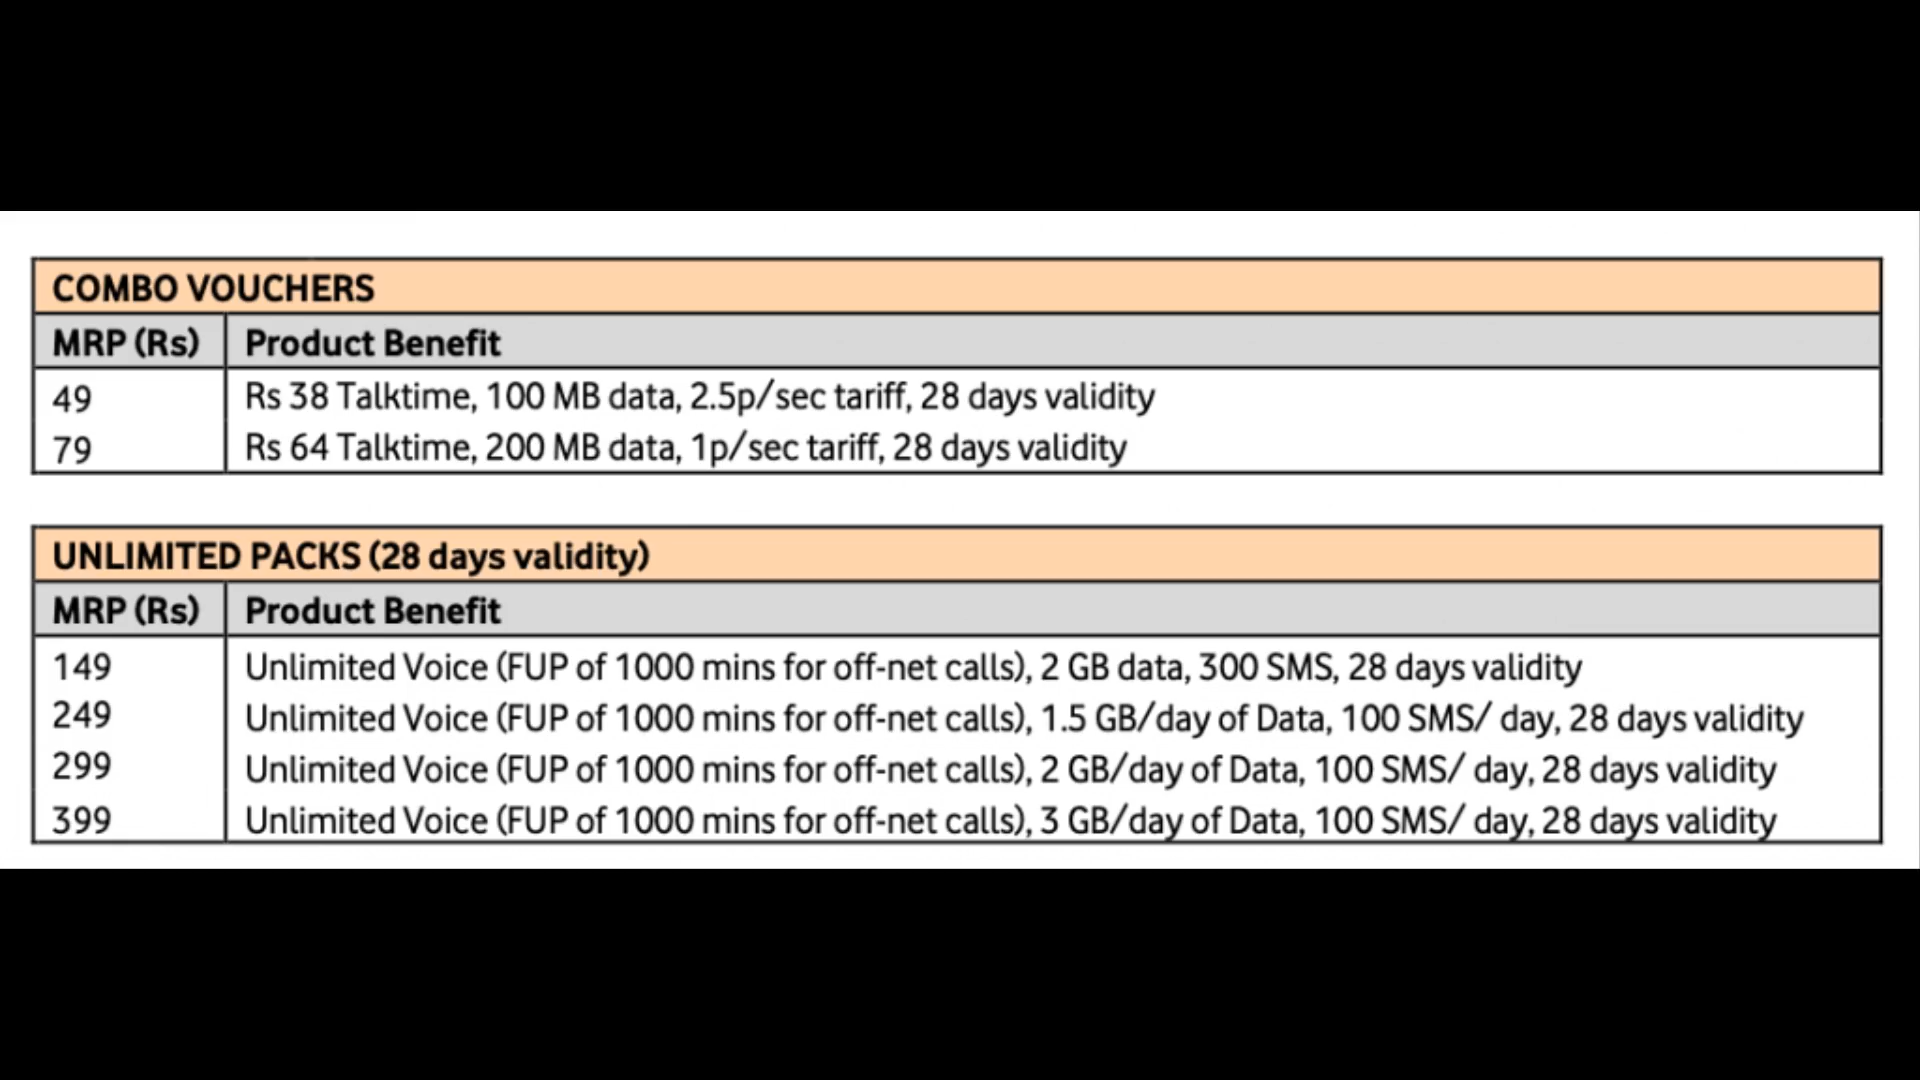 COMBO VOUCHERS
MRP (Rs) Product Benefit
49 Rs 38 Talktime, 100 MB data, 2.5p/sec tariff, 28 days validity
79 Rs 64 Talktime, 200 MB data, 1p/sec tariff, 28 days validity
UNLIMITED PACKS (28 days validity)
MRP (Rs) Product Benefit
149 Unlimited Voice (FUP of 1000 mins for off-net calls), 2 GB data, 300 SMS, 28 days validity
249 Unlimited Voice (FUP of 1000 mins for off-net calls), 1.5 GB/day of Data, 100 SMS/ day, 28 days validity
299 Unlimited Voice (FUP of 1000 mins for off-net calls), 2 GB/day of Data, 100 SMS/ day, 28 days validity
399 Unlimited Voice (FUP of 1000 mins for off-net calls), 3 GB/day of Data, 100 SMS/ day, 28 days validity